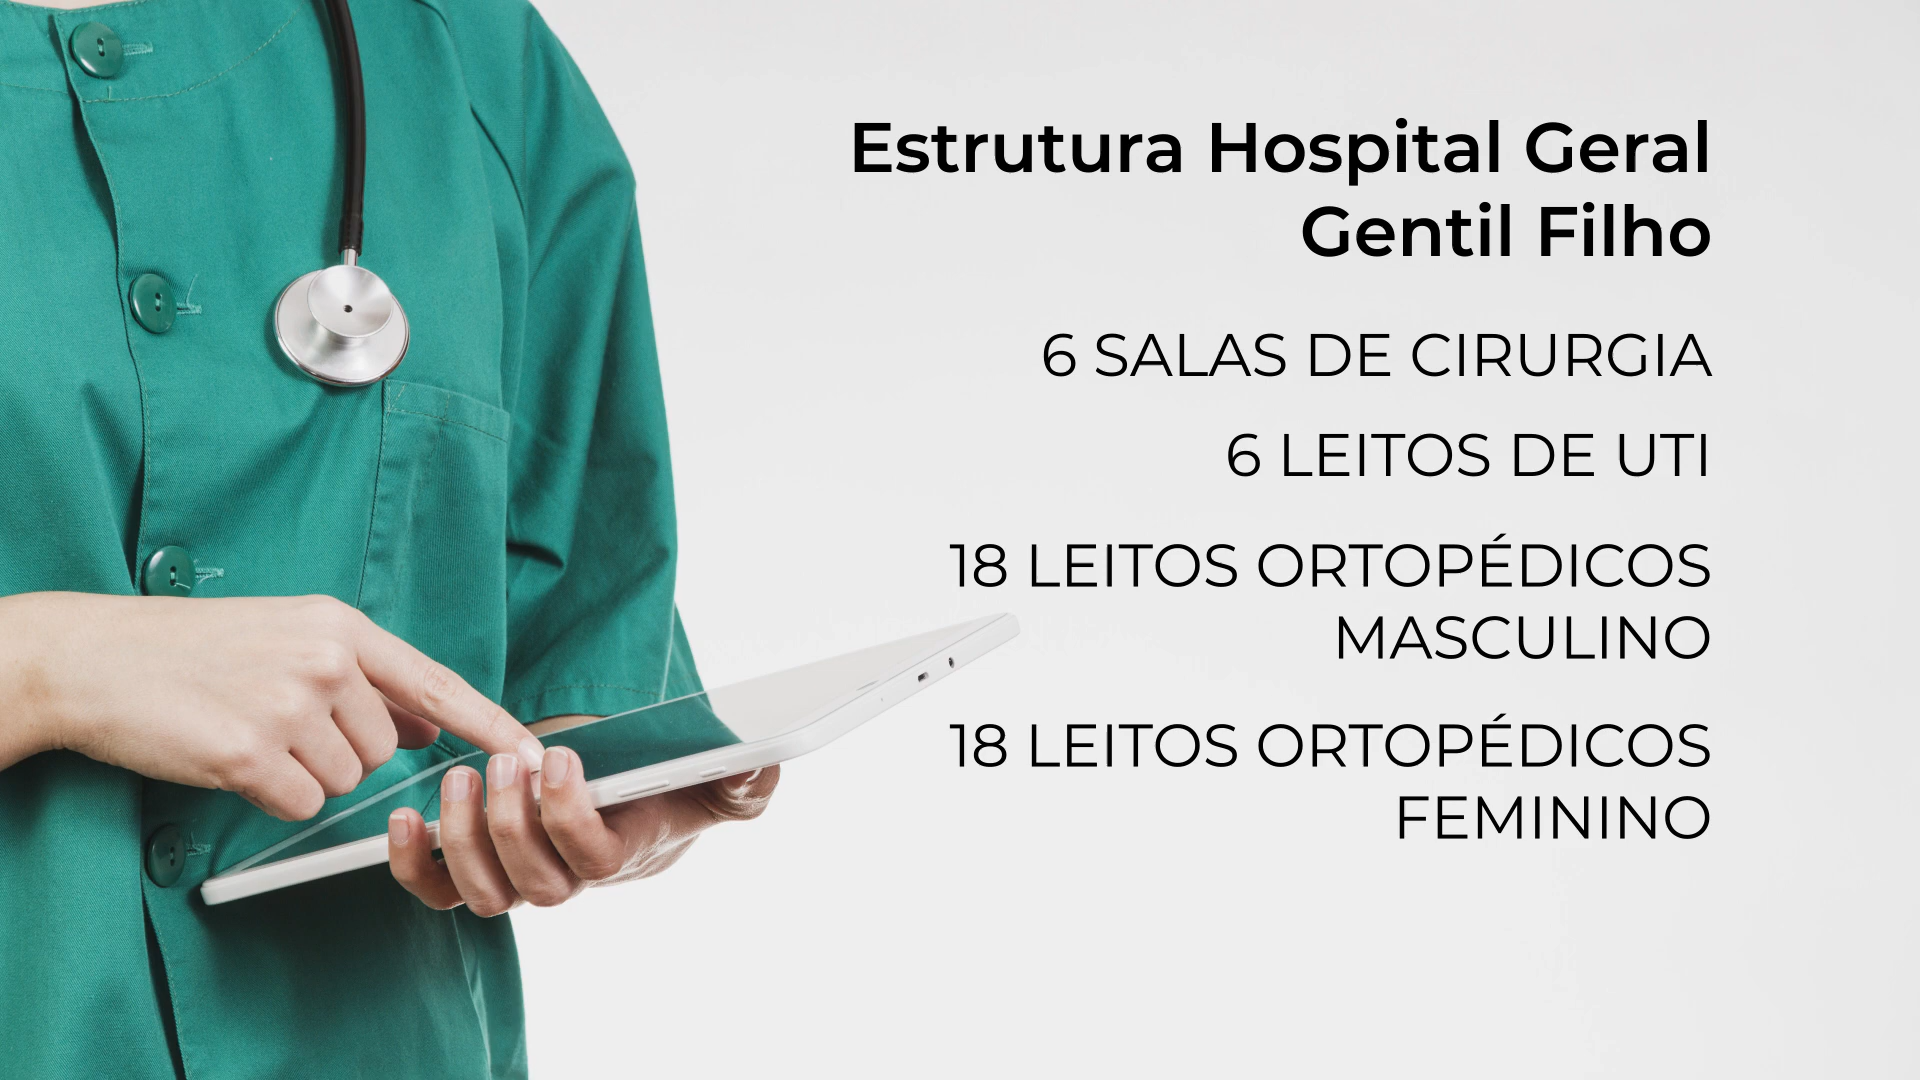 Estrutura Hospital Geral
Gentil Filho
6 SALAS DE CIRURGIA
6 LEITOS DE UTI
18 LEITOS ORTOPÉDICOS
MASCULINO
18 LEITOS ORTOPÉDICOS
FEMININO